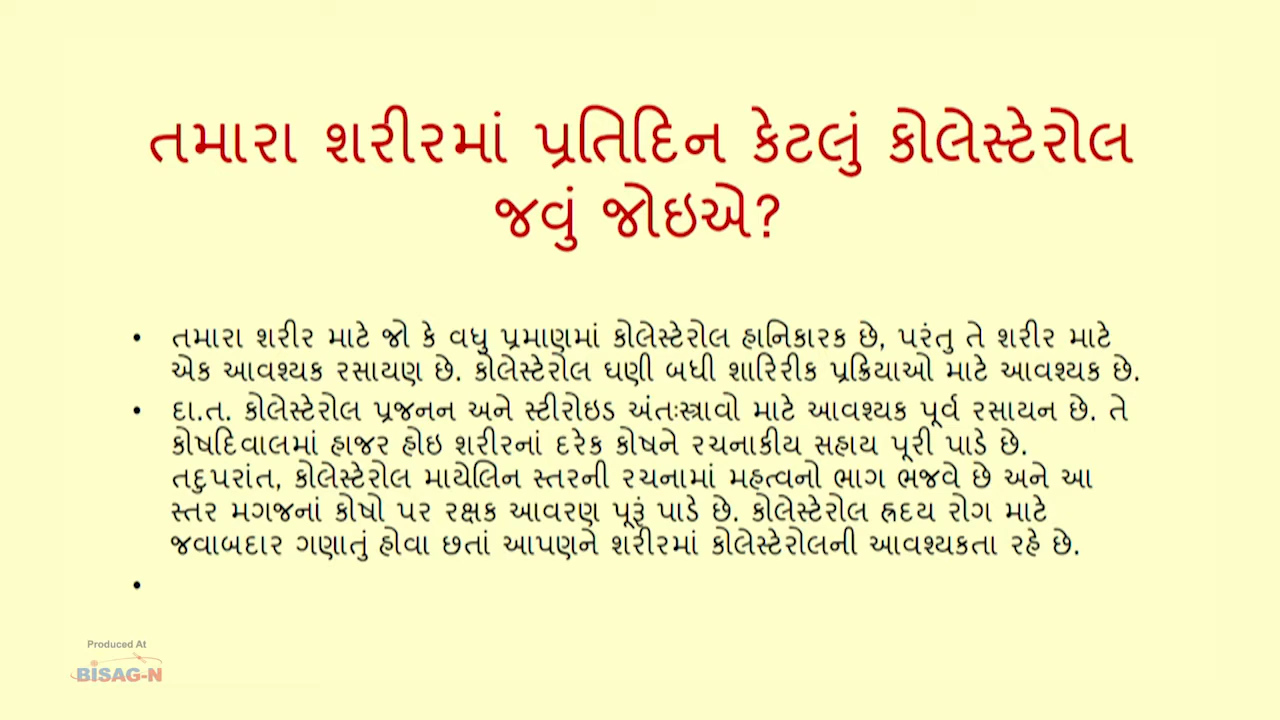 તમારા શરીરમાં પ્રતિદિન કેટલું કોલેસ્ટેરોલ
જવું જોઇએ?
• તમારા શરીર માટે જો કે વધુ પ્રમાણમાં કોલેસ્ટેરોલ હાનિકારક છે, પરંતુ તે શરીર માટે
એક આવશ્યક રસાયણ છે. કોલેસ્ટેરોલ ઘણી બધી શારિરીક પ્રક્રિયાઓ માટે આવશ્યક છે.
• દા.ત. કોલેસ્ટેરોલ પ્રજનન અને સ્ટીરોઇડ અંતઃસ્ત્રાવો માટે આવશ્યક પૂર્વ રસાયન છે. તે
કોષદિવાલમાં હાજર હોઇ શરીરનાં દરેક કોષને રચનાકીય સહાય પૂરી પાડે છે.
તદુપરાંત, કોલેસ્ટેરોલ માયેલિન સ્તરની રચનામાં મહત્વનો ભાગ ભજવે છે અને આ
સ્તર મગજનાં કોષો પર રક્ષક આવરણ પૂરૂં પાડે છે. કોલેસ્ટેરોલ હ્રદય રોગ માટે
જવાબદાર ગણાતું હોવા છતાં આપણને શરીરમાં કોલેસ્ટેરોલની આવશ્યકતા રહે છે.
•
Produced At
BISAG-N